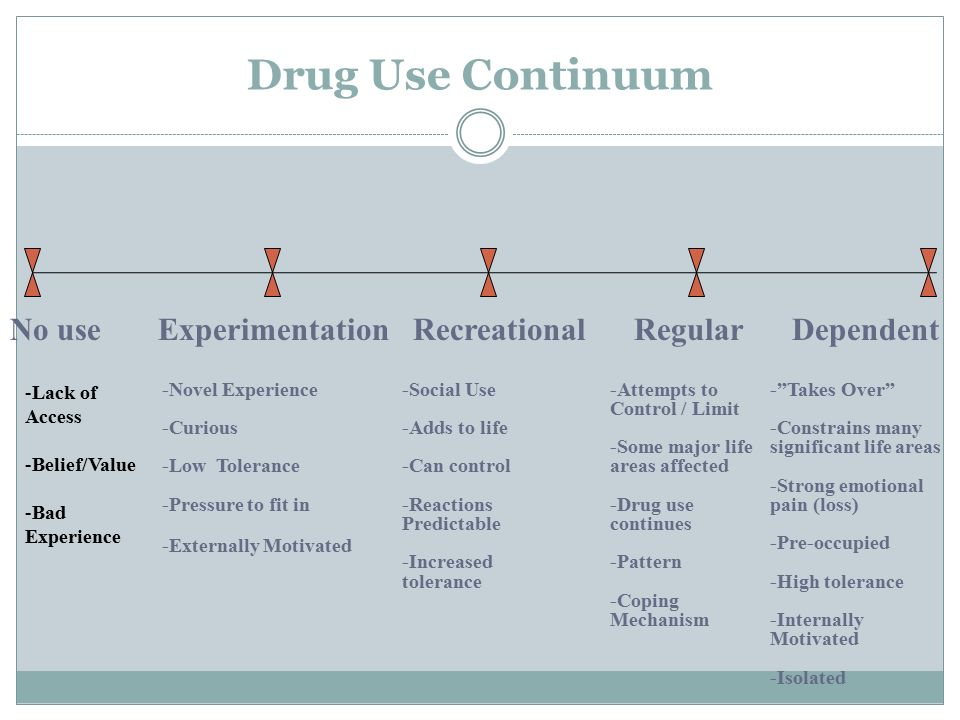 Drug Use Continuum
No use
Experimentation
Recreational
Regular
Dependent
-Lack of
Access
-Belief/Value
-Bad
Experience
-Novel Experience
-Curious
-Low Tolerance
-Pressure to fit in
-Externally Motivated
-Social Use
-Adds to life
-Can control
-Reactions
Predictable
-Increased
tolerance
-Attempts to
Control / Limit
-Some major life
areas affected
-Drug use
continues
-Pattern
-Coping
Mechanism
-”Takes Over”
-Constrains many
significant life areas
-Strong emotional
pain (loss)
-Pre-occupied
-High tolerance
-Internally
Motivated
-Isolated